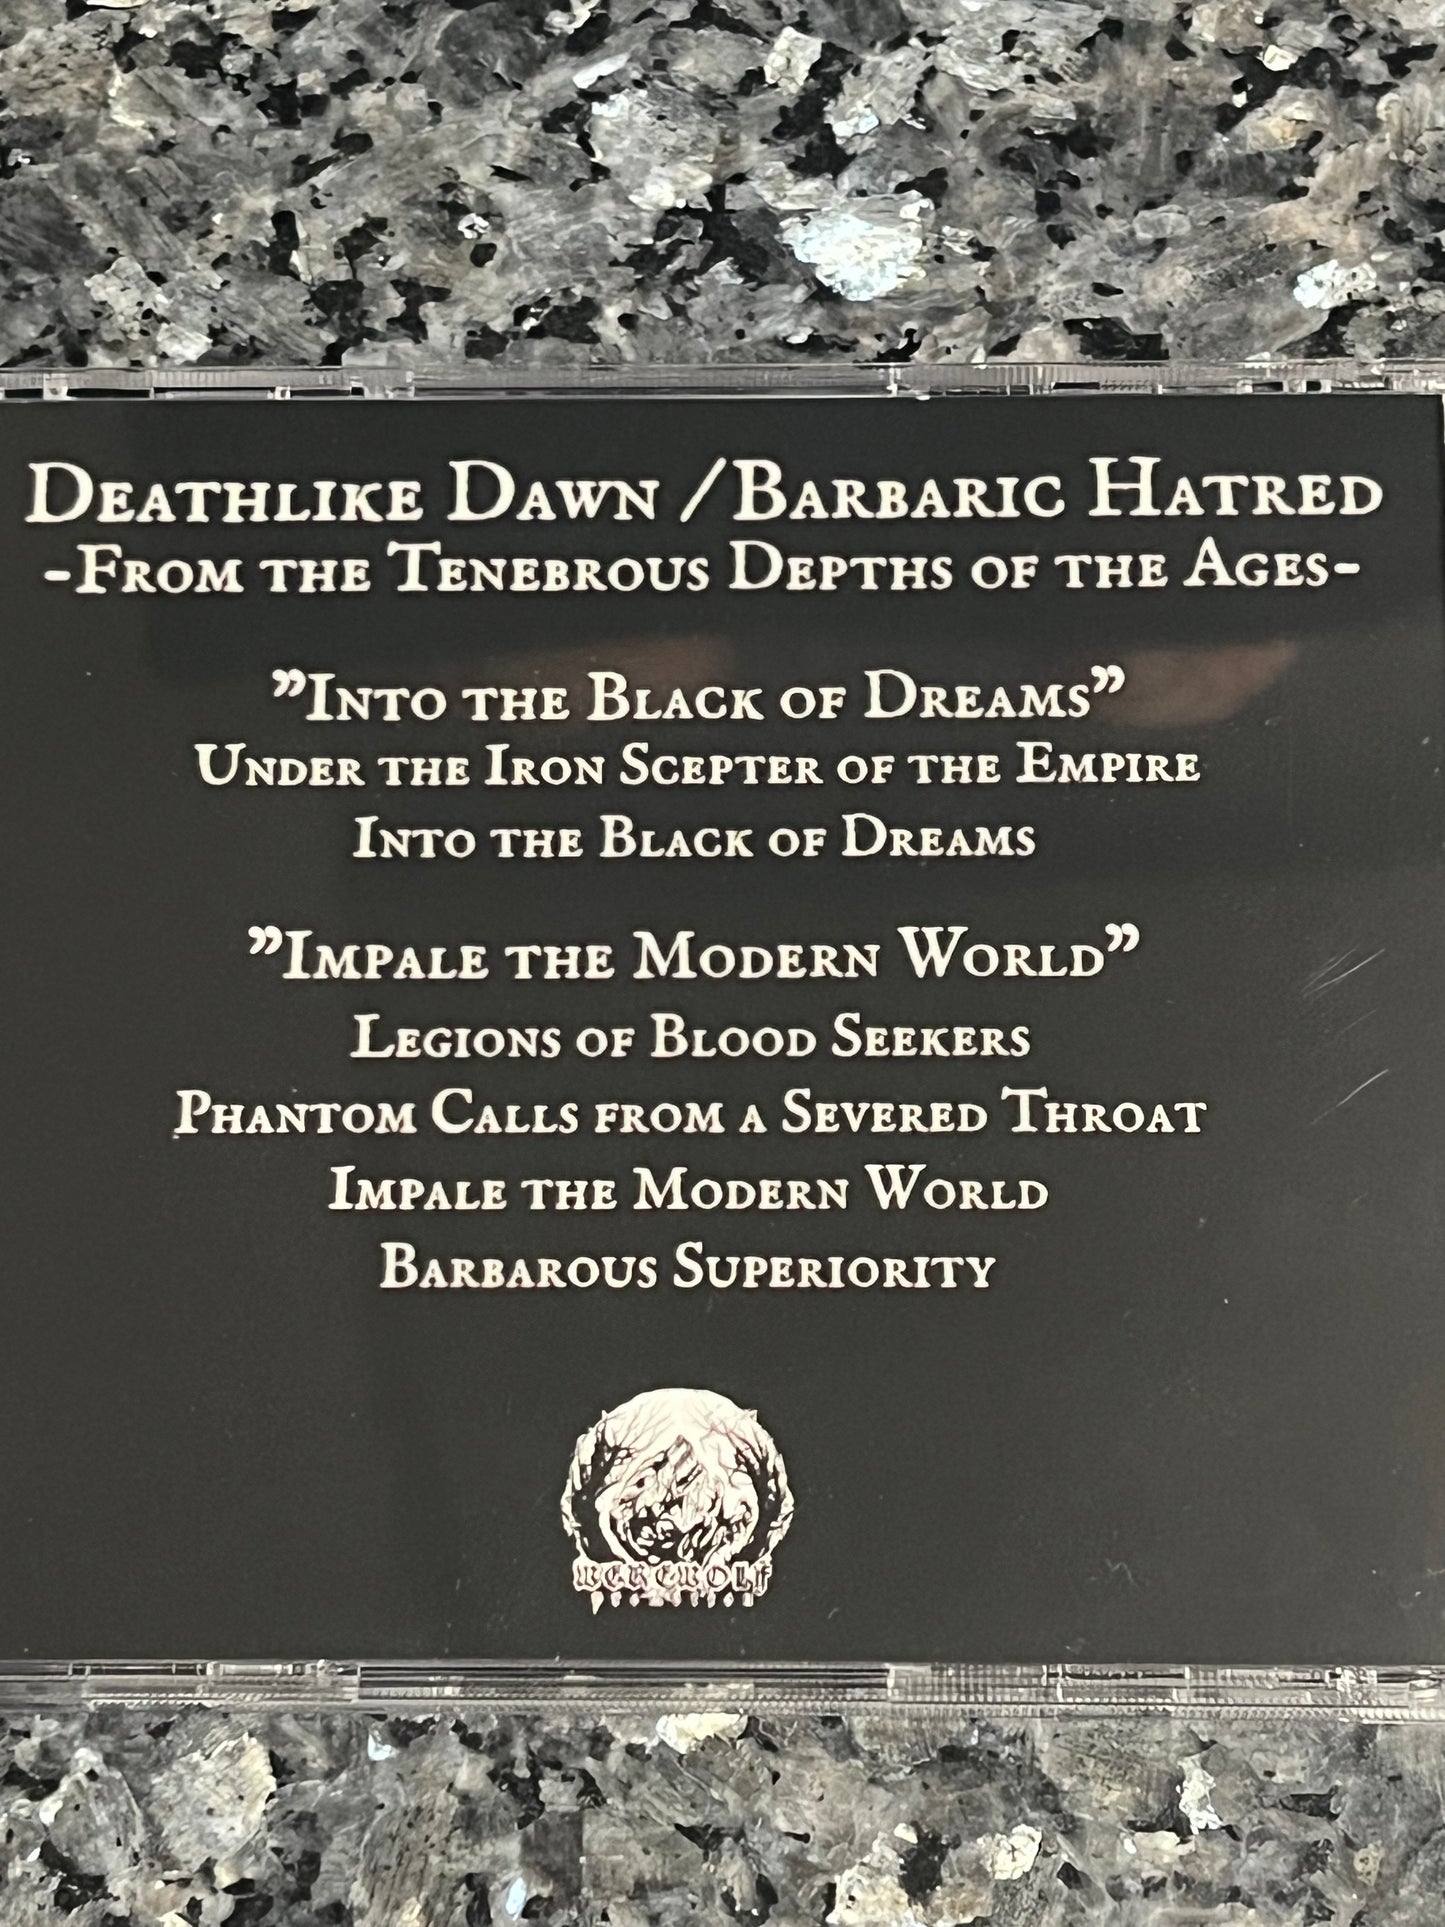 DEATHLIKE DAWN / BARBARIC HATRED
-FROM THE TENEBROUS DEPTHS OF THE AGES-
"INTO THE BLACK OF DREAMS"
UNDER THE IRON SCEPTER OF THE EMPIRE
INTO THE BLACK OF DREAMS
"IMPALE THE MODERN WORLD"
LEGIONS OF BLOOD SEEKERS
PHANTOM CALLS FROM A SEVERED THROAT
IMPALE THE MODERN WORLD
BARBAROUS SUPERIORITY
WEREWOLF